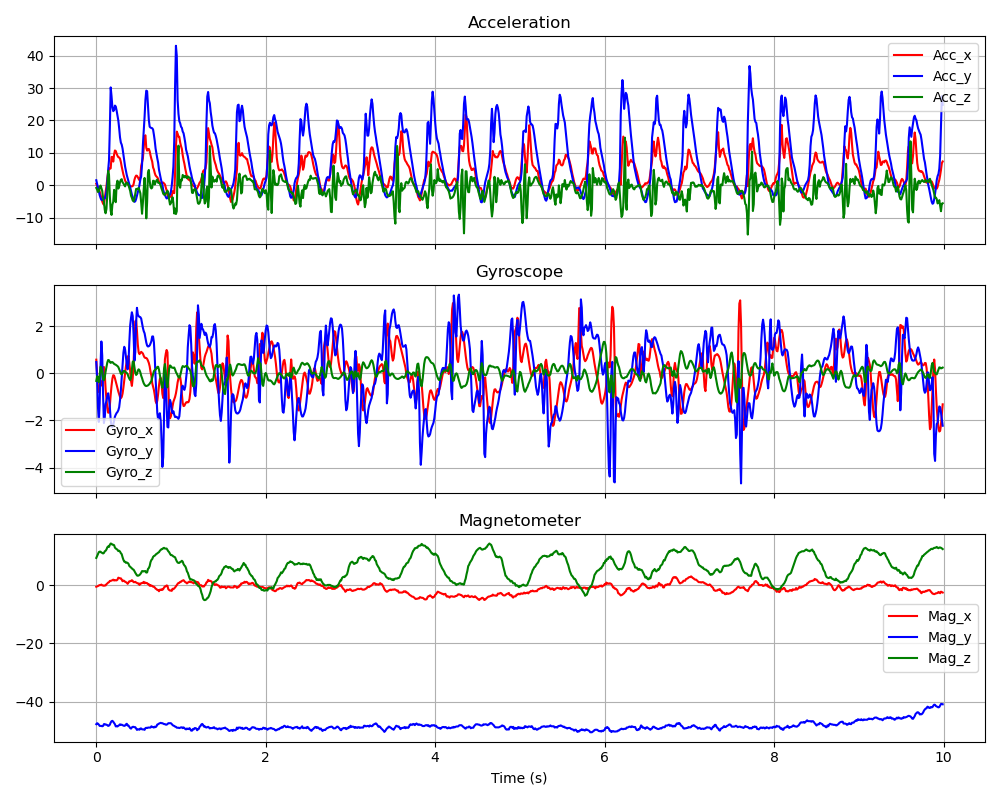 Acceleration
40
30
20
10
0
−10
Acc_x
Acc_y
Acc_z
Gyroscope
2
0
−2
−4
Gyro_x
Gyro_y
Gyro_z
Magnetometer
0
−20
−40
Mag_x
Mag_y
Mag_z
0 2 4 6 8 10
Time (s)